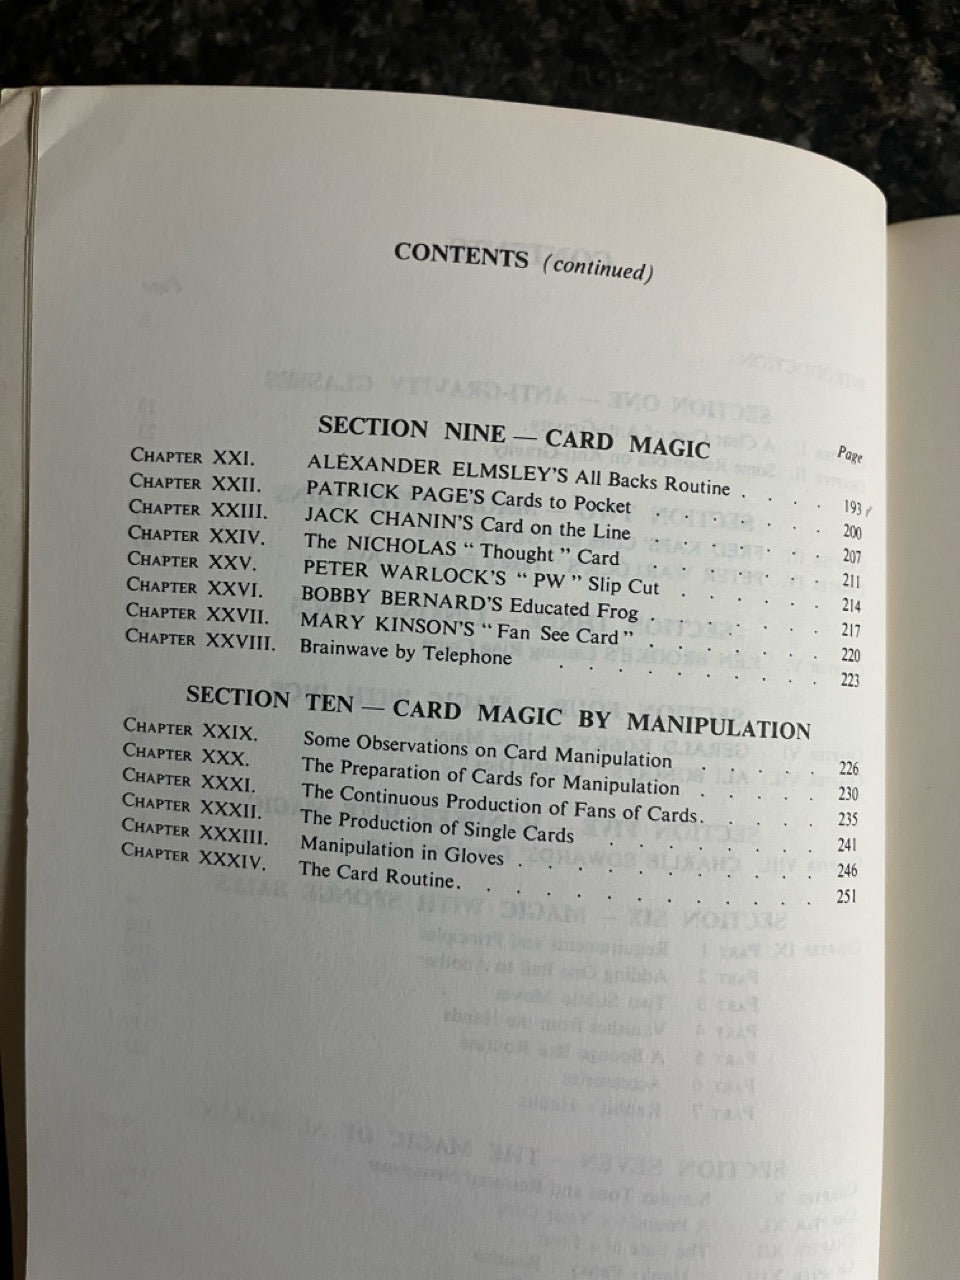 CONTENTS (continued)
SECTION NINE — CARD MAGIC
Page
CHAPTER XXI. ALEXANDER ELMSLEY'S All Backs Routine . . . . 193
CHAPTER XXII. PATRICK PAGE'S Cards to Pocket . . . . . . 200
CHAPTER XXIII. JACK CHANIN'S Card on the Line . . . . . . 207
CHAPTER XXIV. The NICHOLAS “ Thought ” Card . . . . . . 211
CHAPTER XXV. PETER WARLOCK'S “ PW ” Slip Cut . . . . . . 214
CHAPTER XXVI. BOBBY BERNARD'S Educated Frog . . . . . . 217
CHAPTER XXVII. MARY KINSON'S “ Fan See Card ” . . . . . . 220
CHAPTER XXVIII. Brainwave by Telephone . . . . . . . . . 223
SECTION TEN — CARD MAGIC BY MANIPULATION
CHAPTER XXIX. Some Observations on Card Manipulation . . . . . 226
CHAPTER XXX. The Preparation of Cards for Manipulation . . . . . 230
CHAPTER XXXI. The Continuous Production of Fans of Cards. . . . . 235
CHAPTER XXXII. The Production of Single Cards . . . . . . . . 241
CHAPTER XXXIII. Manipulation in Gloves . . . . . . . . . . . 246
CHAPTER XXXIV. The Card Routine. . . . . . . . . . . . . 251